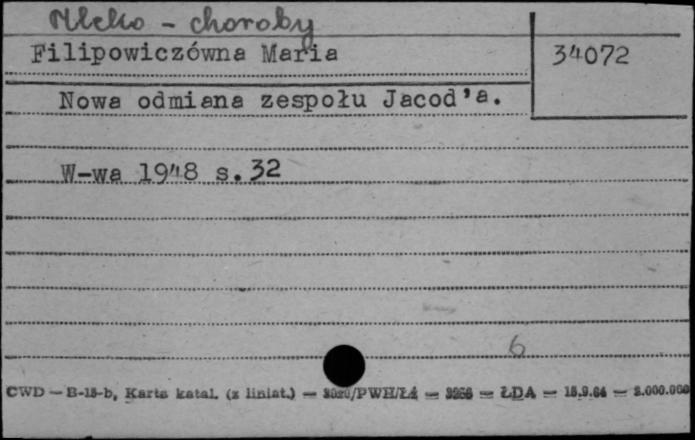 Mleko - choroby
Filipowiczówna Maria
34072
Nowa odmiana zespołu Jacod'a.
W-wa 1948 s. 32
6
CWD — B-15-b, Karta katal. (z liniat.) — /PWH/Łź — — ŁDA — 15.9.64 — 3.000.000